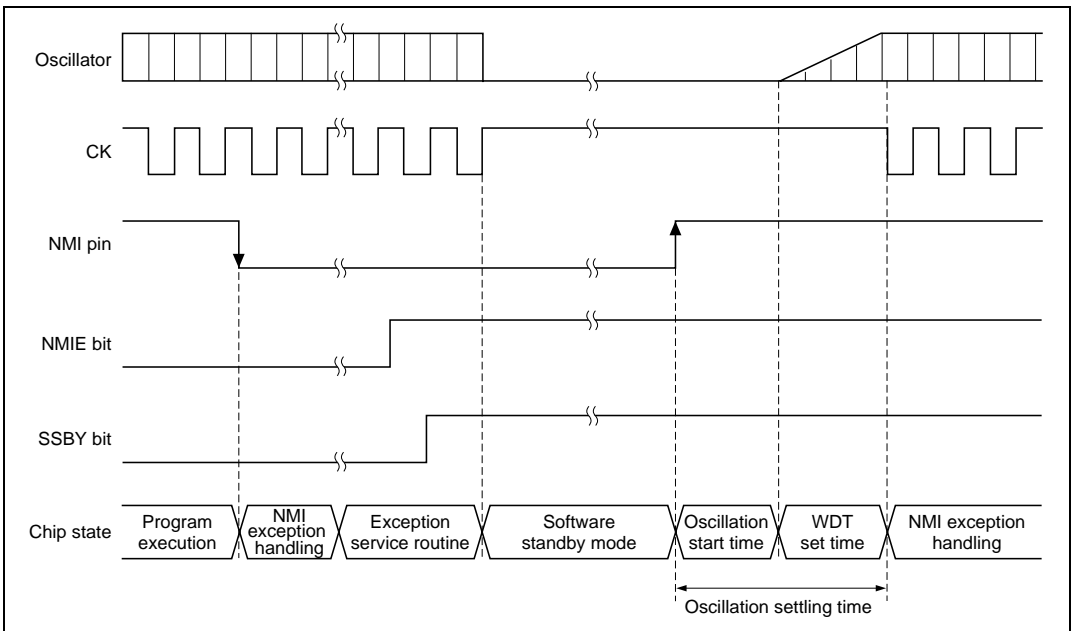 Oscillator
CK
NMI pin
NMIE bit
SSBY bit
Chip state
Program
execution
NMI
exception
handling
Exception
service routine
Software
standby mode
Oscillation
start time
WDT
set time
NMI exception
handling
Oscillation settling time